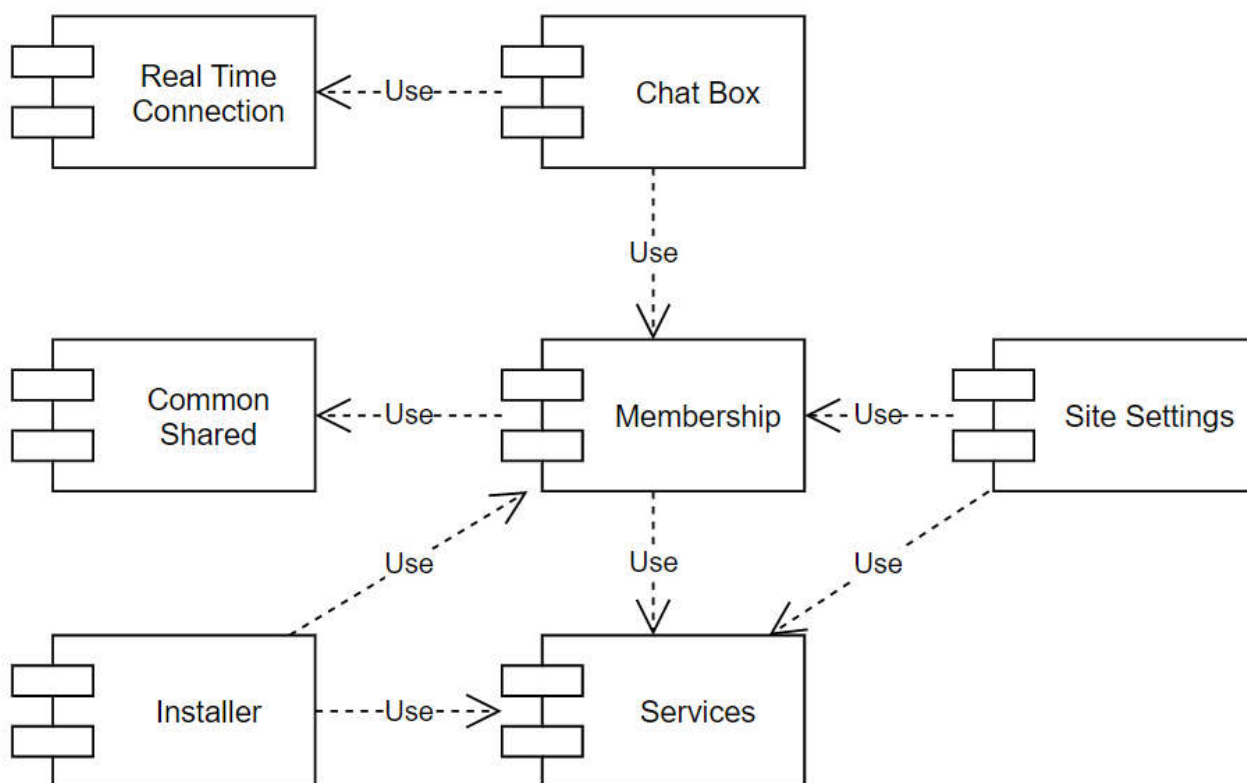 Real Time
Connection
Use
Chat Box
Use
Common
Shared
Use
Membership
Use
Site Settings
Use
Use
Use
Installer
Use
Services